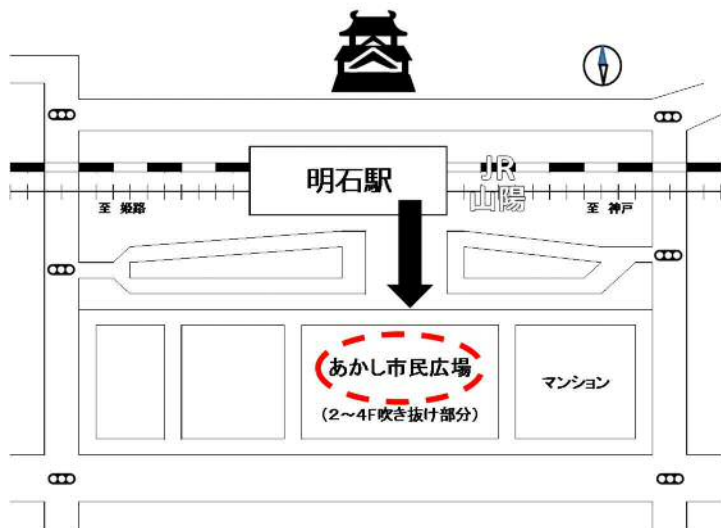 明石駅
JR
山陽
至 姫路
至 神戸
あかし市民広場
(2～4F吹き抜け部分)
マンション